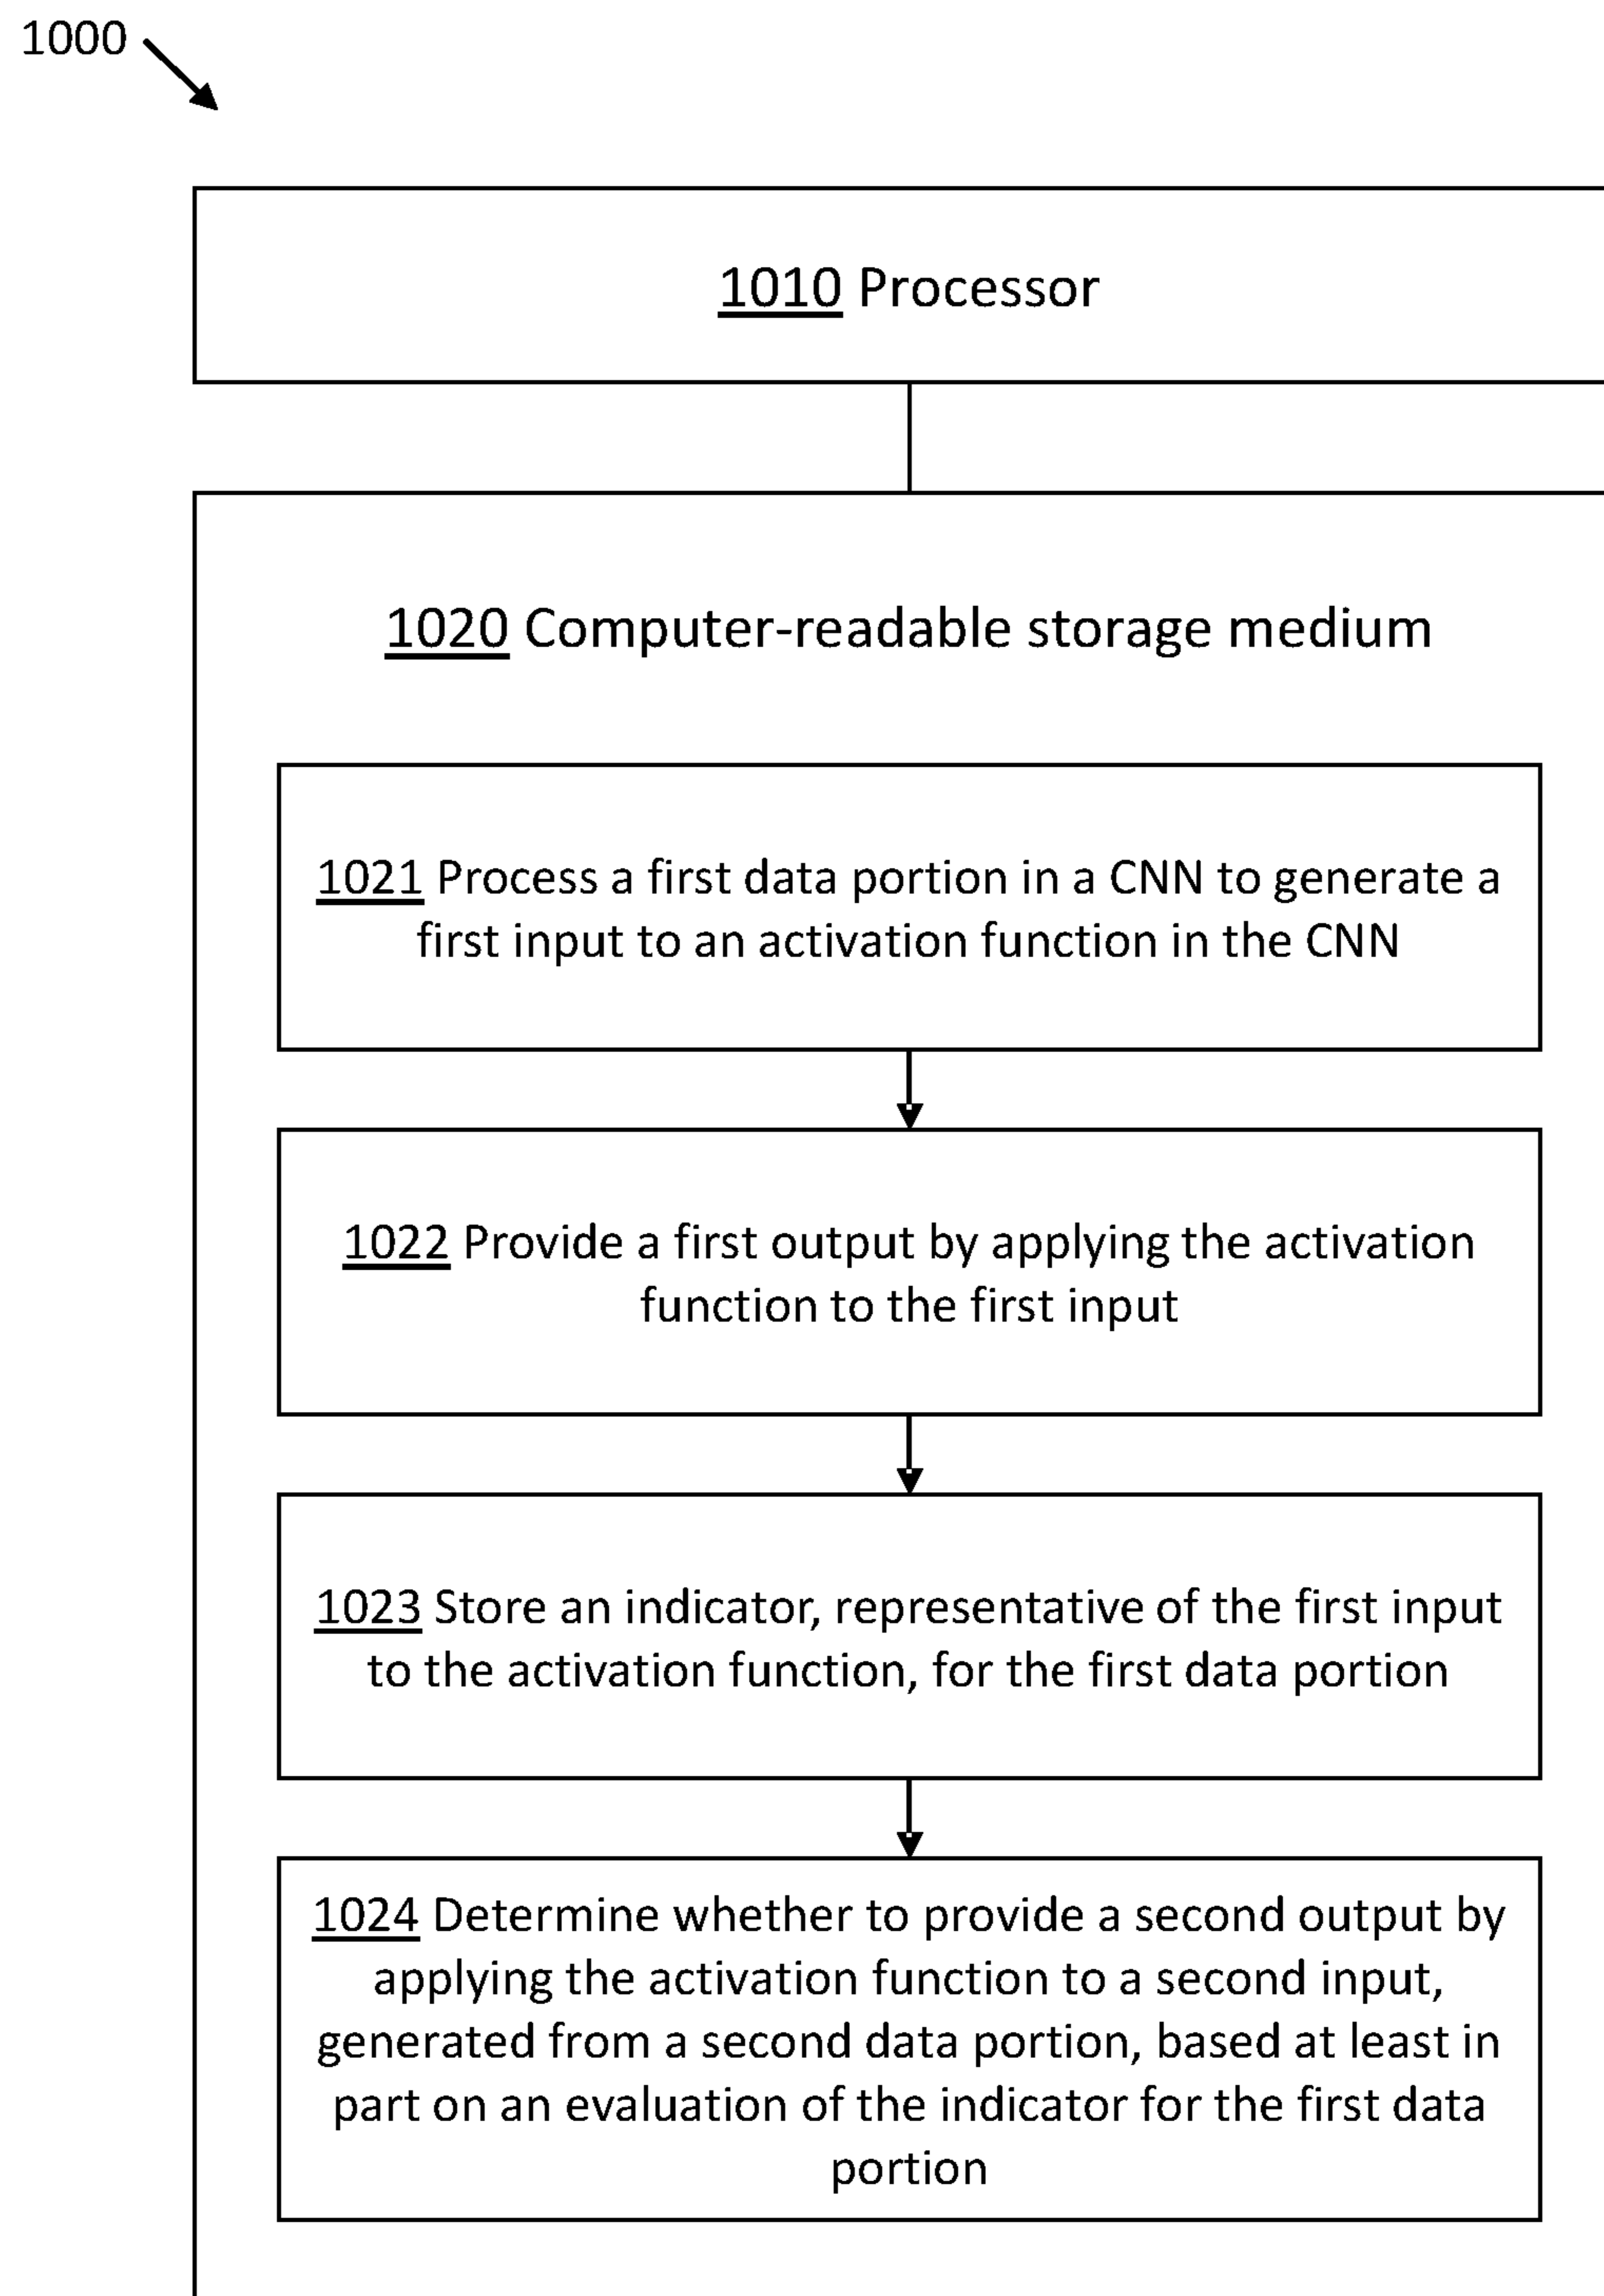 1000
1010 Processor
1020 Computer-readable storage medium
1021 Process a first data portion in a CNN to generate a
first input to an activation function in the CNN
1022 Provide a first output by applying the activation
function to the first input
1023 Store an indicator, representative of the first input
to the activation function, for the first data portion
1024 Determine whether to provide a second output by
applying the activation function to a second input,
generated from a second data portion, based at least in
part on an evaluation of the indicator for the first data
portion